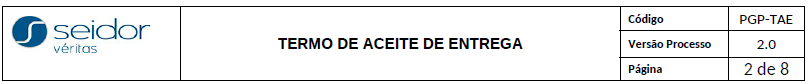 seidor
véritas
TERMO DE ACEITE DE ENTREGA
Código PGP-TAE
Versão Processo 2.0
Página 2 de 8